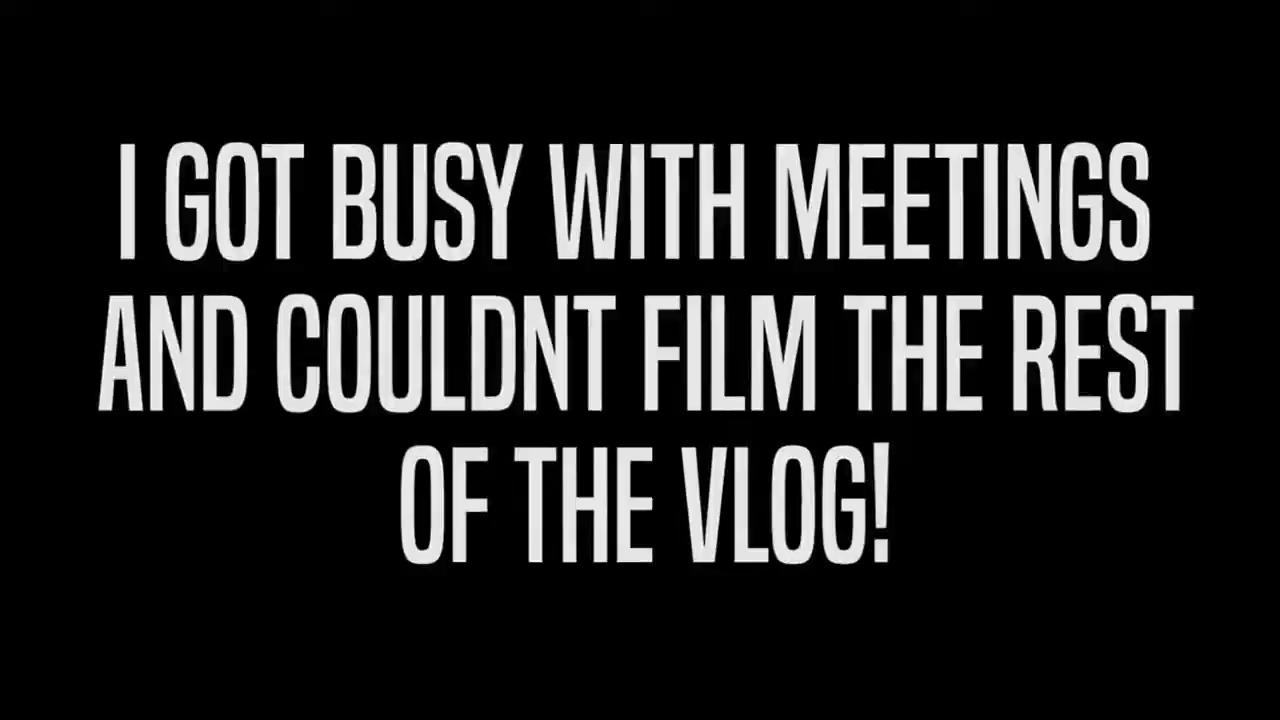 I GOT BUSY WITH MEETINGS
AND COULDNT FILM THE REST
OF THE VLOG!